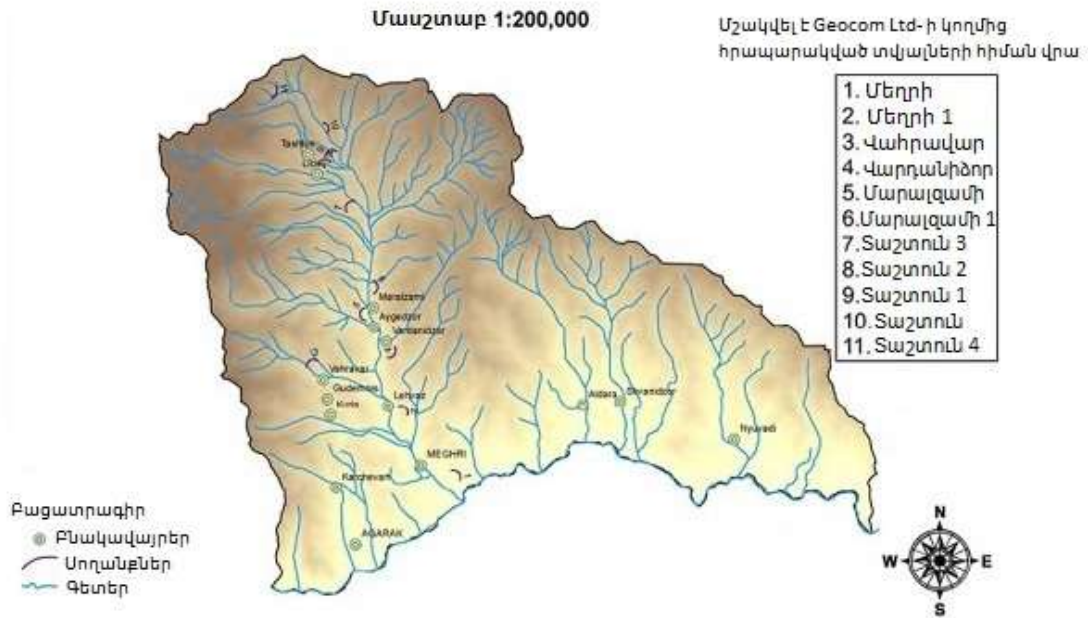 Մասշտաբ 1:200,000
Մշակվել է Geocom Ltd-ի կողմից
հրապարակված տվյալների հիման վրա
1. Մեղրի
2. Մեղրի 1
3. Վահրավար
4. Վարդանիձոր
5. Մարալզամի
6. Մարալզամի 1
7. Տաշտուն 3
8. Տաշտուն 2
9. Տաշտուն 1
10. Տաշտուն
11. Տաշտուն 4
Lichk
Maralzami
Aygedzor
Vardanidzor
Vahravar
Lehvaz
Aldara
Shvanidzor
Nyuvadi
MEGHRI
Karchevan
AGARAK
Բացատրագիր
Բնակավայրեր
Սողանքներ
Գետեր
N
W
E
S